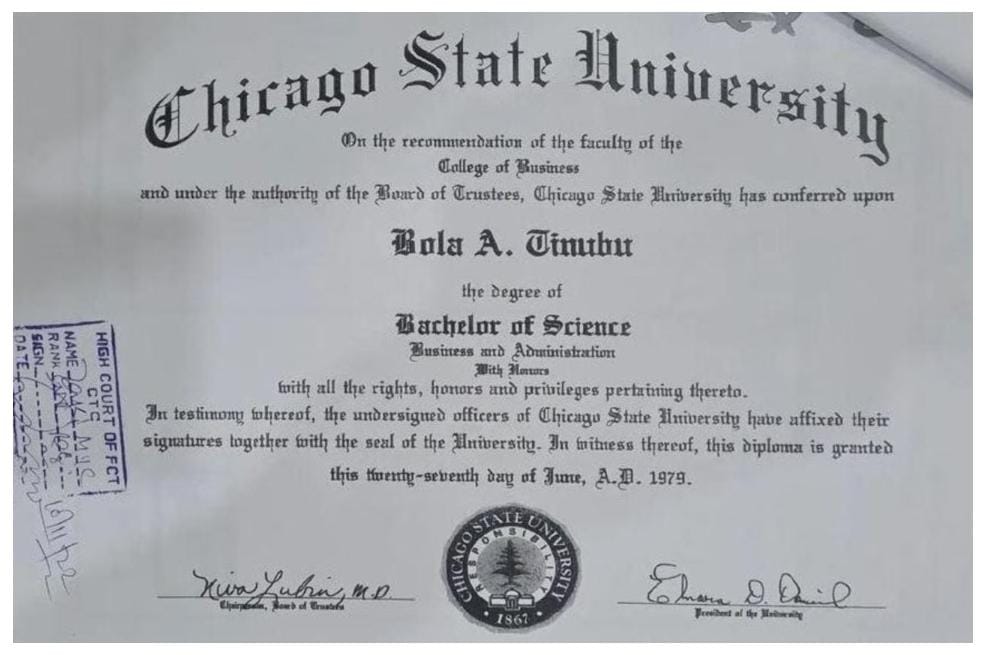 Chicago State University
On the recommendation of the faculty of the
College of Business
and under the authority of the Board of Trustees, Chicago State University has conferred upon
Bola A. Tinubu
the degree of
Bachelor of Science
Business and Administration
With Honors
with all the rights, honors and privileges pertaining thereto.
In testimony whereof, the undersigned officers of Chicago State University have affixed their
signatures together with the seal of the University. In witness thereof, this diploma is granted
this twenty-seventh day of June, A.D. 1979.
HIGH COURT OF FCT
CTC
NAME
RANK
SIGN
DATE
CHICAGO STATE UNIVERSITY
RESPONSIBILITY
1867
Niva Lubin, M.D.
Chairperson, Board of Trustees
Elnora D. Daniel
President of the University